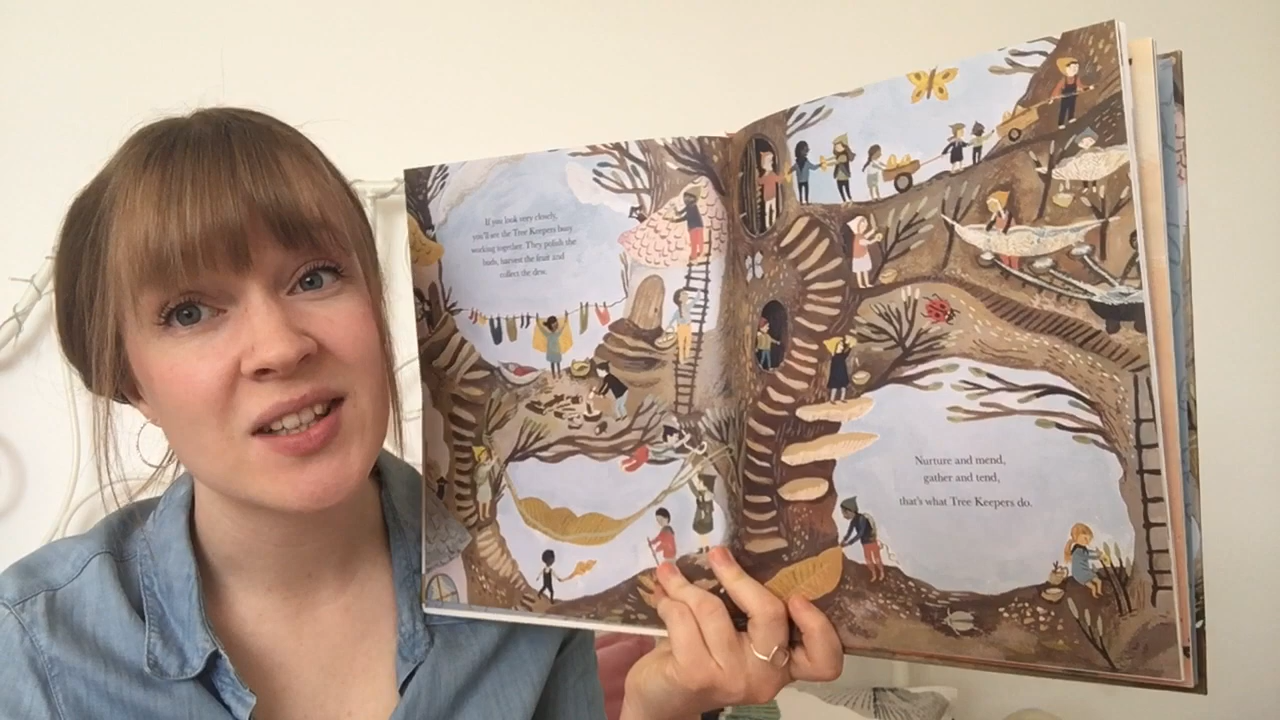 If you look very closely,
you'll see the Tree Keepers busy
working together. They polish the
buds, harvest the fruit and
collect the dew.
Nurture and mend,
gather and tend,
that's what Tree Keepers do.